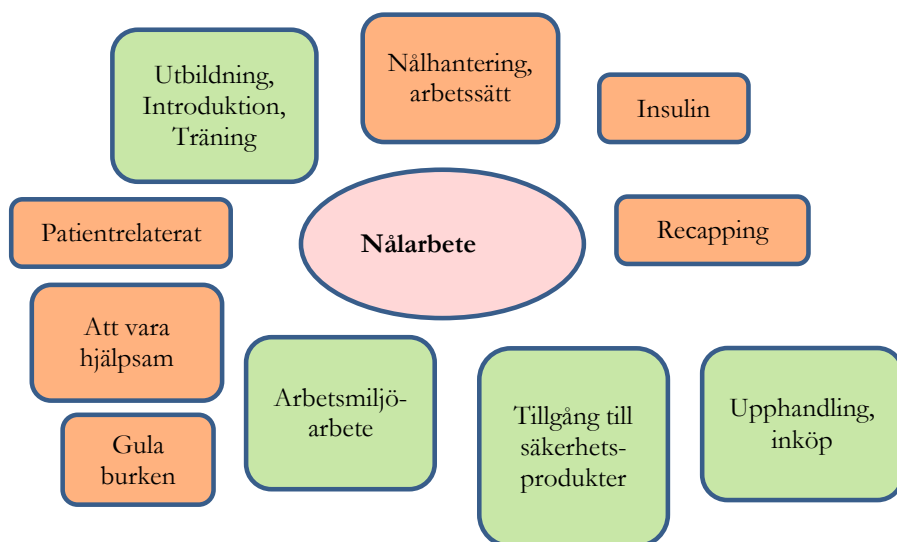 Utbildning,
Introduktion,
Träning
Nålhantering,
arbetssätt
Insulin
Patientrelaterat
Nålarbete
Recapping
Att vara
hjälpsam
Arbetsmiljö-
arbete
Tillgång till
säkerhets-
produkter
Upphandling,
inköp
Gula
burken